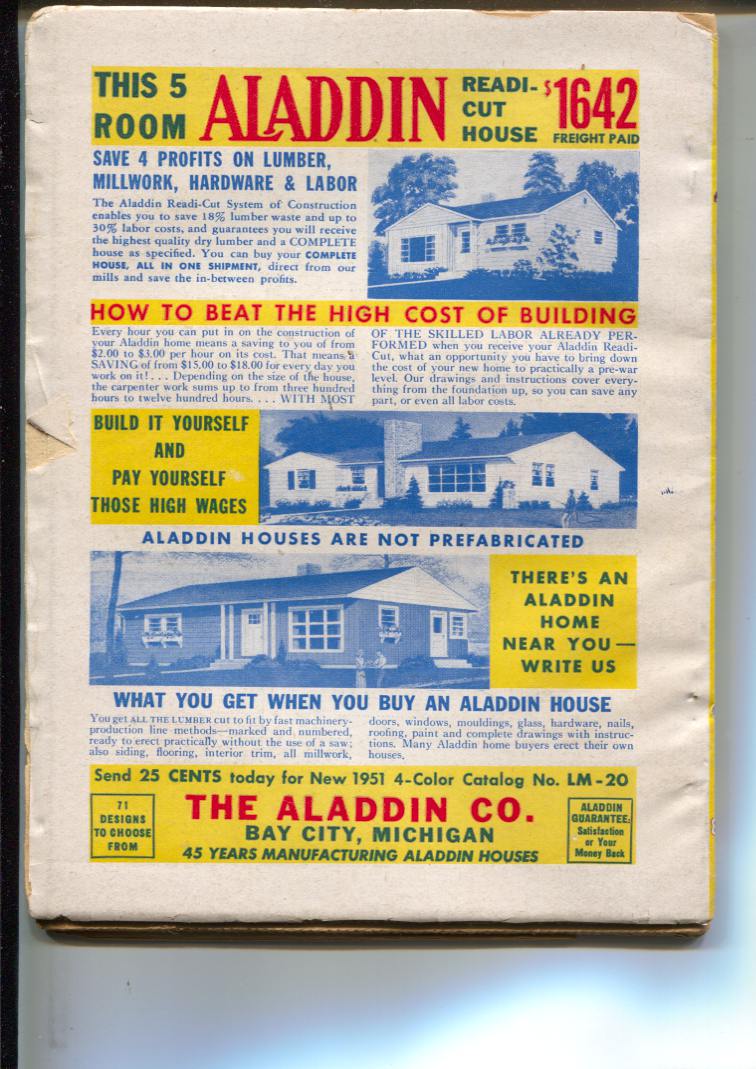 THIS 5
ROOM
ALADDIN
READI-
CUT
HOUSE
$1642
FREIGHT PAID
SAVE 4 PROFITS ON LUMBER,
MILLWORK, HARDWARE & LABOR
The Aladdin Readi-Cut System of Construction
enables you to save 18% lumber waste and up to
30% labor costs, and guarantees you will receive
the highest quality dry lumber and a COMPLETE
house as specified. You can buy your COMPLETE
HOUSE, ALL IN ONE SHIPMENT, direct from our
mills and save the in-between profits.
HOW TO BEAT THE HIGH COST OF BUILDING
Every hour you can put in on the construction of
your Aladdin home means a saving to you of from
$2.00 to $3.00 per hour on its cost. That means a
SAVING of from $15.00 to $18.00 for every day you
work on it! . . . Depending on the size of the house,
the carpenter work sums up to from three hundred
hours to twelve hundred hours. . . . WITH MOST
OF THE SKILLED LABOR ALREADY PER-
FORMED when you receive your Aladdin Readi-
Cut, what an opportunity you have to bring down
the cost of your new home to practically a pre-war
level. Our drawings and instructions cover every-
thing from the foundation up, so you can save any
part, or even all labor costs.
BUILD IT YOURSELF
AND
PAY YOURSELF
THOSE HIGH WAGES
ALADDIN HOUSES ARE NOT PREFABRICATED
THERE'S AN
ALADDIN
HOME
NEAR YOU—
WRITE US
WHAT YOU GET WHEN YOU BUY AN ALADDIN HOUSE
You get ALL THE LUMBER cut to fit by fast machinery-
production line methods—marked and numbered,
ready to erect practically without the use of a saw;
also siding, flooring, interior trim, all millwork,
doors, windows, mouldings, glass, hardware, nails,
roofing, paint and complete drawings with instruc-
tions. Many Aladdin home buyers erect their own
houses.
Send 25 CENTS today for New 1951 4-Color Catalog No. LM-20
71
DESIGNS
TO CHOOSE
FROM
THE ALADDIN CO.
BAY CITY, MICHIGAN
45 YEARS MANUFACTURING ALADDIN HOUSES
ALADDIN
GUARANTEE:
Satisfaction
or Your
Money Back